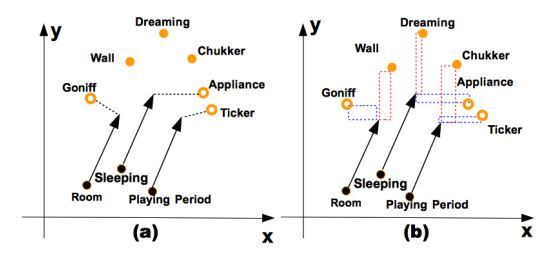 y
Dreaming
Wall
Chukker
Goniff
Appliance
Ticker
Sleeping
Room
Playing Period
(a)
x
y
Dreaming
Wall
Chukker
Goniff
Appliance
Ticker
Sleeping
Room
Playing Period
(b)
x